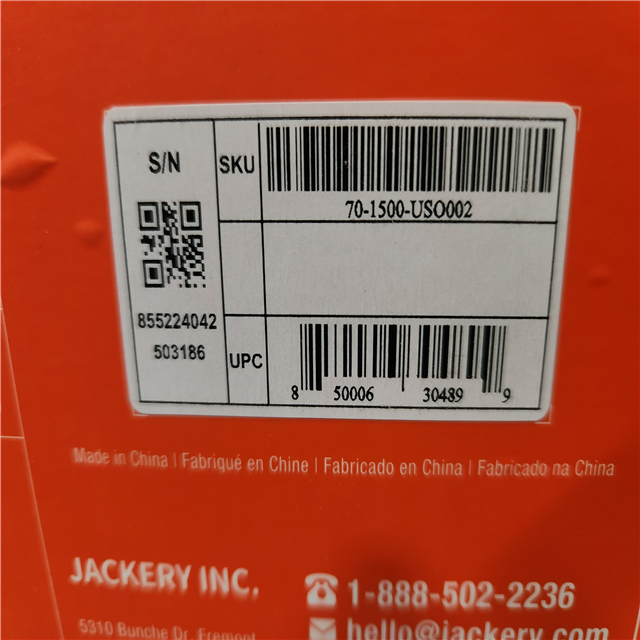 S/N
SKU
70-1500-USO002
855224042
503186
UPC
8 50006 30489 9
Made in China | Fabriqué en Chine | Fabricado en China | Fabricado na China
JACKERY INC.
1-888-502-2236
5310 Bunche Dr, Fremont
hello@jackery.com